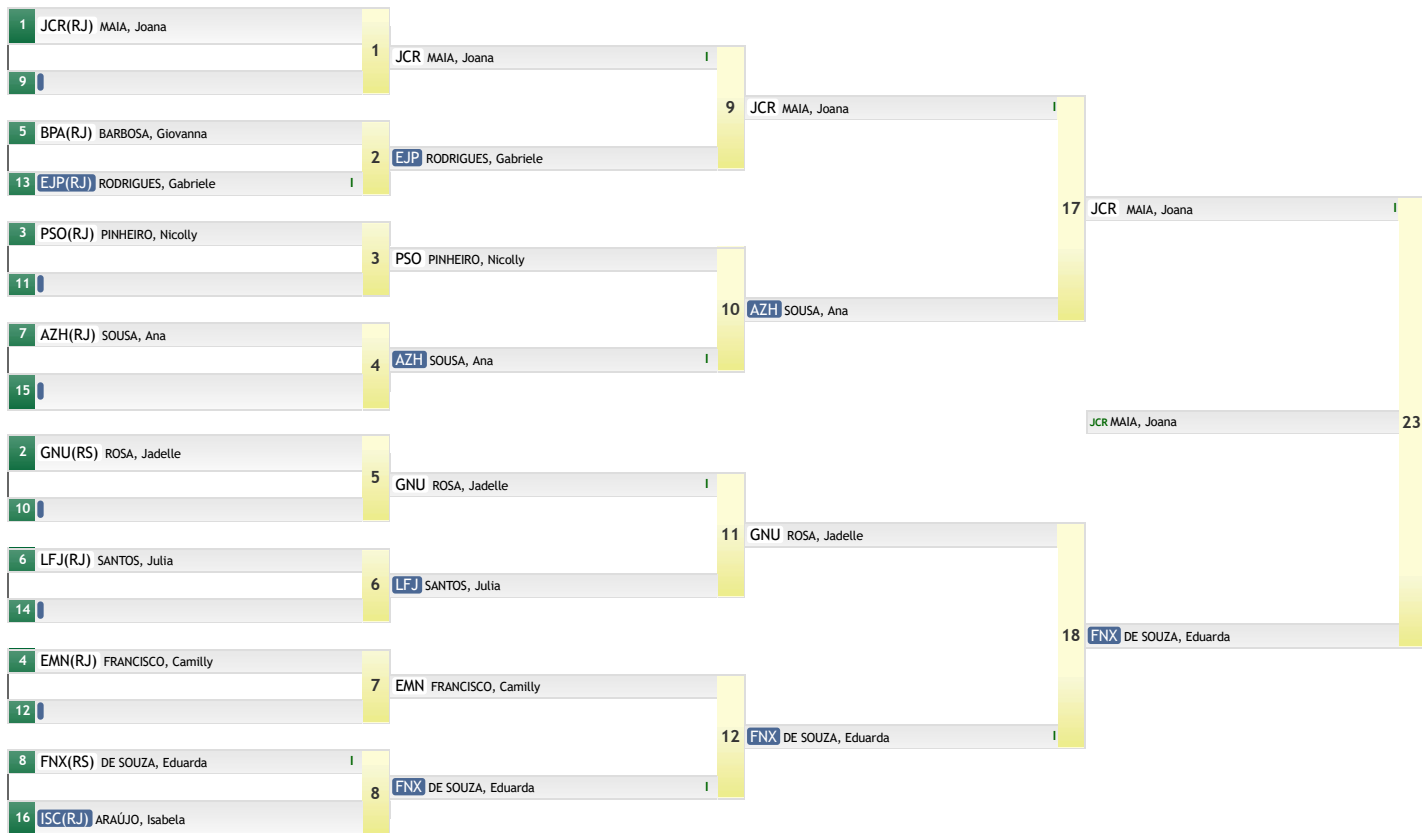 1 JCR(RJ) MAIA, Joana
9
1
5 BPA(RJ) BARBOSA, Giovanna
13 EJP(RJ) RODRIGUES, Gabriele I
2
3 PSO(RJ) PINHEIRO, Nicolly
11
3
7 AZH(RJ) SOUSA, Ana
15
4
2 GNU(RS) ROSA, Jadelle
10
5
6 LFJ(RJ) SANTOS, Julia
14
6
4 EMN(RJ) FRANCISCO, Camilly
12
7
8 FNX(RS) DE SOUZA, Eduarda I
16 ISC(RJ) ARAÚJO, Isabela
8
JCR MAIA, Joana I
EJP RODRIGUES, Gabriele
9
PSO PINHEIRO, Nicolly
AZH SOUSA, Ana I
10
GNU ROSA, Jadelle I
LFJ SANTOS, Julia
11
EMN FRANCISCO, Camilly
FNX DE SOUZA, Eduarda I
12
JCR MAIA, Joana I
AZH SOUSA, Ana
17
GNU ROSA, Jadelle
FNX DE SOUZA, Eduarda I
18
JCR MAIA, Joana I
JCR MAIA, Joana
23
FNX DE SOUZA, Eduarda